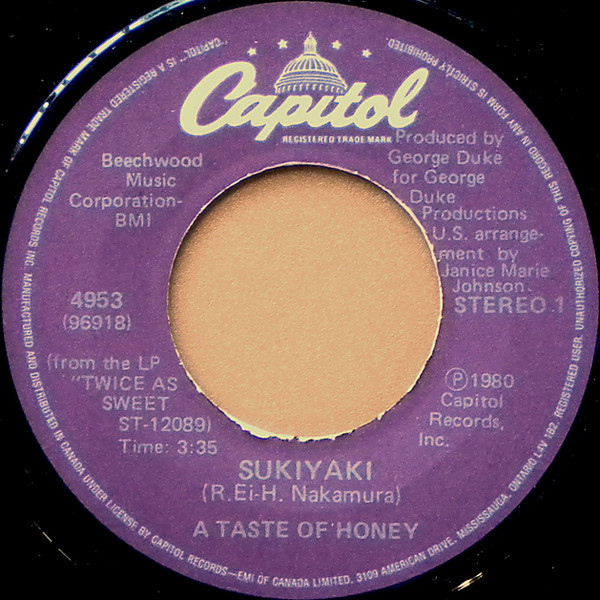 Capitol
REGISTERED TRADE MARK
Beechwood
Music
Corporation-
BMI
Produced by
George Duke
for George
Duke
Productions
U.S. arrange-
ment by
Janice Marie
Johnson.
4953
(96918)
STEREO 1
(from the LP
"TWICE AS
SWEET
ST-12089)
Time: 3:35
Ⓟ1980
Capitol
Records,
Inc.
SUKIYAKI
(R.Ei-H. Nakamura)
A TASTE OF HONEY
"CAPITOL" IS A REGISTERED TRADE MARK OF CAPITOL RECORDS INC. MANUFACTURED AND DISTRIBUTED IN CANADA UNDER LICENSE BY CAPITOL RECORDS—EMI OF CANADA LIMITED. 3109 AMERICAN DRIVE, MISSISSAUGA, ONTARIO L4V 1B2. REGISTERED USER. UNAUTHORIZED COPYING OF THIS RECORD IN ANY FORM IS STRICTLY PROHIBITED.